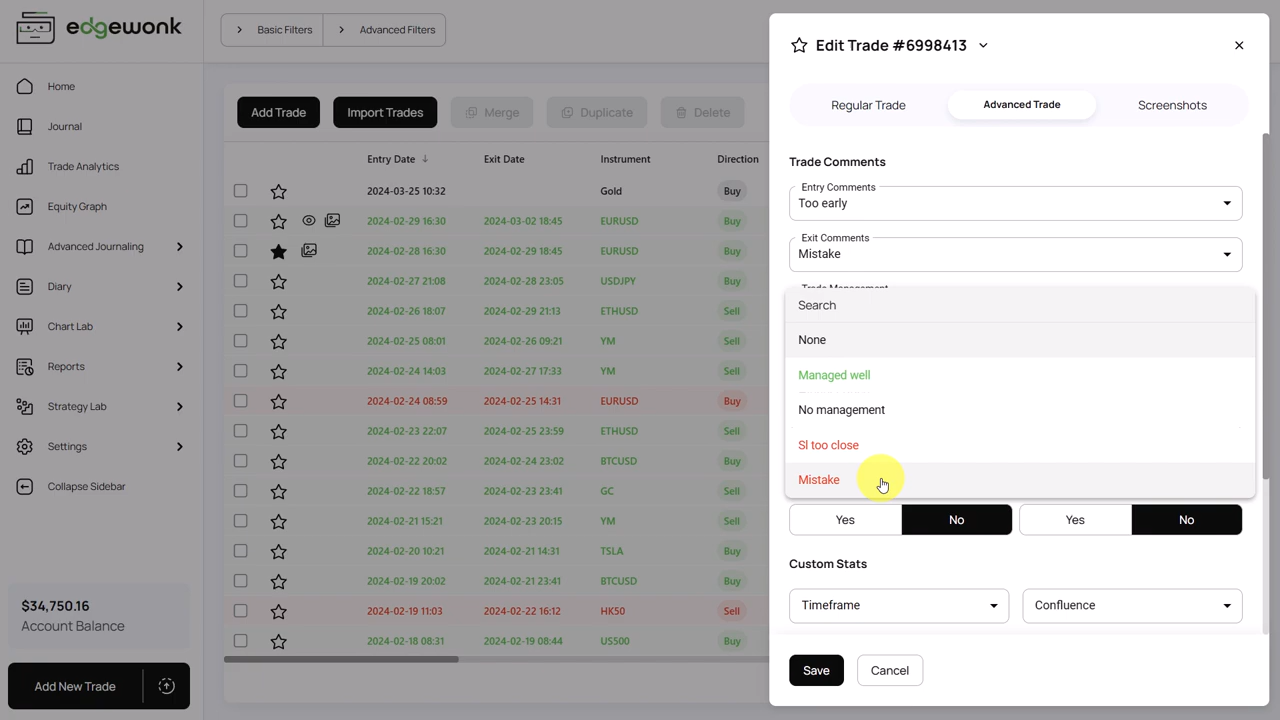 edgewonk
Home
Journal
Trade Analytics
Equity Graph
Advanced Journaling
Diary
Chart Lab
Reports
Strategy Lab
Settings
Collapse Sidebar
$34,750.16
Account Balance
Add New Trade
Basic Filters Advanced Filters
Add Trade Import Trades Merge Duplicate Delete
Entry Date Exit Date Instrument Direction
2024-03-25 10:32 Gold Buy
2024-02-29 16:30 2024-03-02 18:45 EURUSD Buy
2024-02-28 16:30 2024-02-29 18:45 EURUSD Buy
2024-02-27 21:08 2024-02-28 23:05 USDJPY Buy
2024-02-26 18:07 2024-02-29 21:13 ETHUSD Sell
2024-02-25 08:01 2024-02-26 09:21 YM Sell
2024-02-24 14:03 2024-02-27 17:33 YM Sell
2024-02-24 08:59 2024-02-25 14:31 EURUSD Buy
2024-02-23 22:07 2024-02-25 23:59 ETHUSD Sell
2024-02-22 20:02 2024-02-24 23:02 BTCUSD Sell
2024-02-22 18:57 2024-02-23 23:41 GC Sell
2024-02-21 15:21 2024-02-23 20:15 YM Sell
2024-02-20 10:21 2024-02-21 14:31 TSLA Buy
2024-02-19 20:02 2024-02-21 23:41 BTCUSD Buy
2024-02-19 11:03 2024-02-22 16:12 HK50 Sell
2024-02-18 08:31 2024-02-19 08:44 US500 Buy
Edit Trade #6998413
Regular Trade Advanced Trade Screenshots
Trade Comments
Entry Comments
Too early
Exit Comments
Mistake
Trade Management
Search
None
Managed well
No management
Sl too close
Mistake
Yes No Yes No
Custom Stats
Timeframe Confluence
Save Cancel